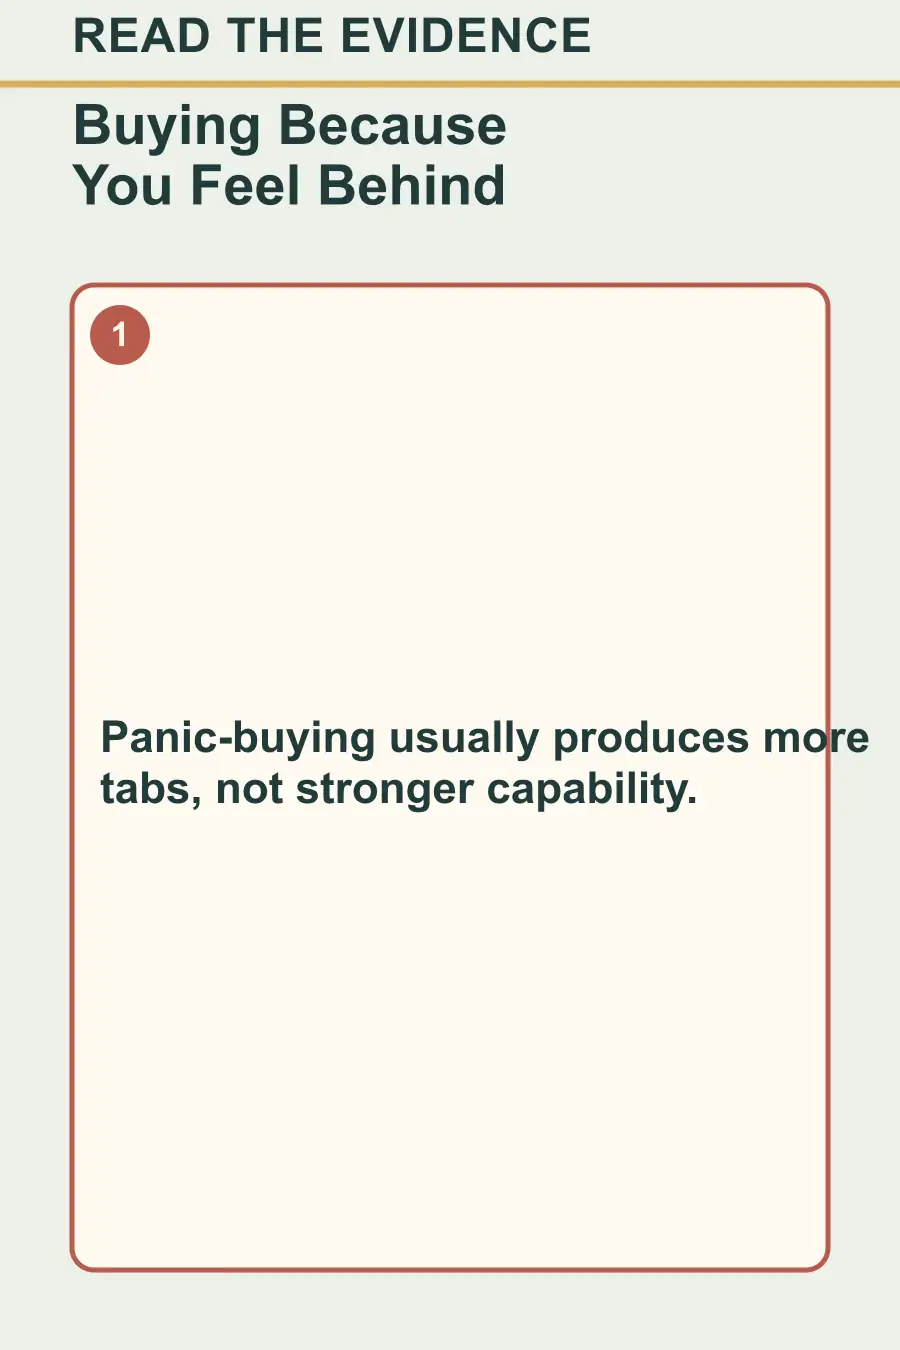 READ THE EVIDENCE
Buying Because
You Feel Behind
1
Panic-buying usually produces more
tabs, not stronger capability.